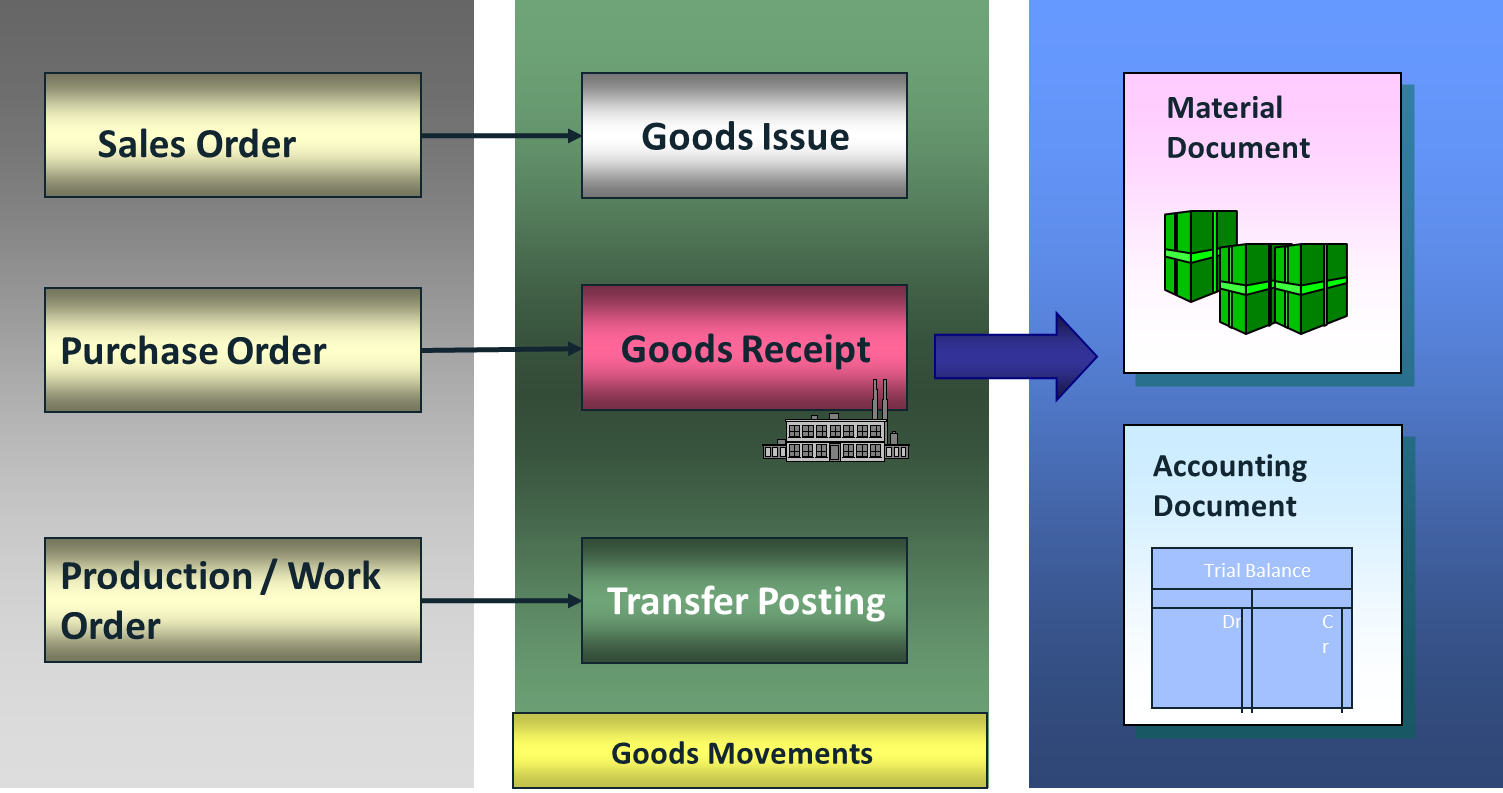 Sales Order
Goods Issue
Material
Document
Purchase Order
Goods Receipt
Accounting
Document
Production / Work
Order
Transfer Posting
Trial Balance
Dr
C
r
Goods Movements